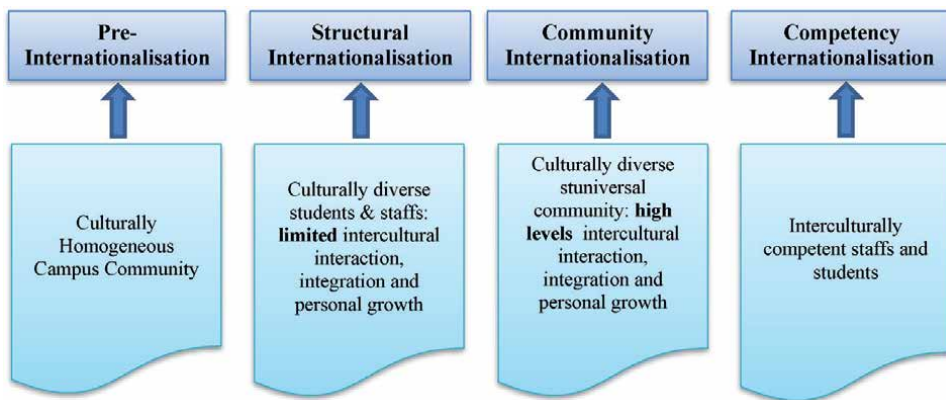 Pre-
Internationalisation
Structural
Internationalisation
Community
Internationalisation
Competency
Internationalisation
Culturally
Homogeneous
Campus Community
Culturally diverse
students & staffs:
limited intercultural
interaction,
integration and
personal growth
Culturally diverse
stuniversal
community: high
levels intercultural
interaction,
integration and
personal growth
Interculturally
competent staffs and
students